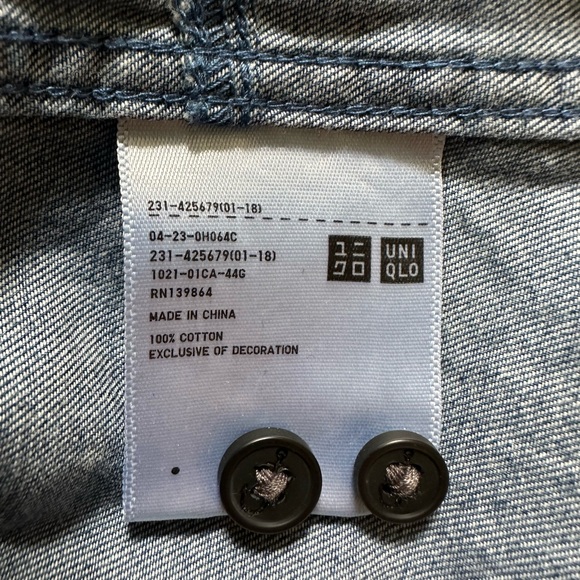 231-425679(01-18)
04-23-0H064C
231-425679(01-18)
1021-01CA-44G
RN139864
MADE IN CHINA
100% COTTON
EXCLUSIVE OF DECORATION
ユニ
クロ
UNI
QLO